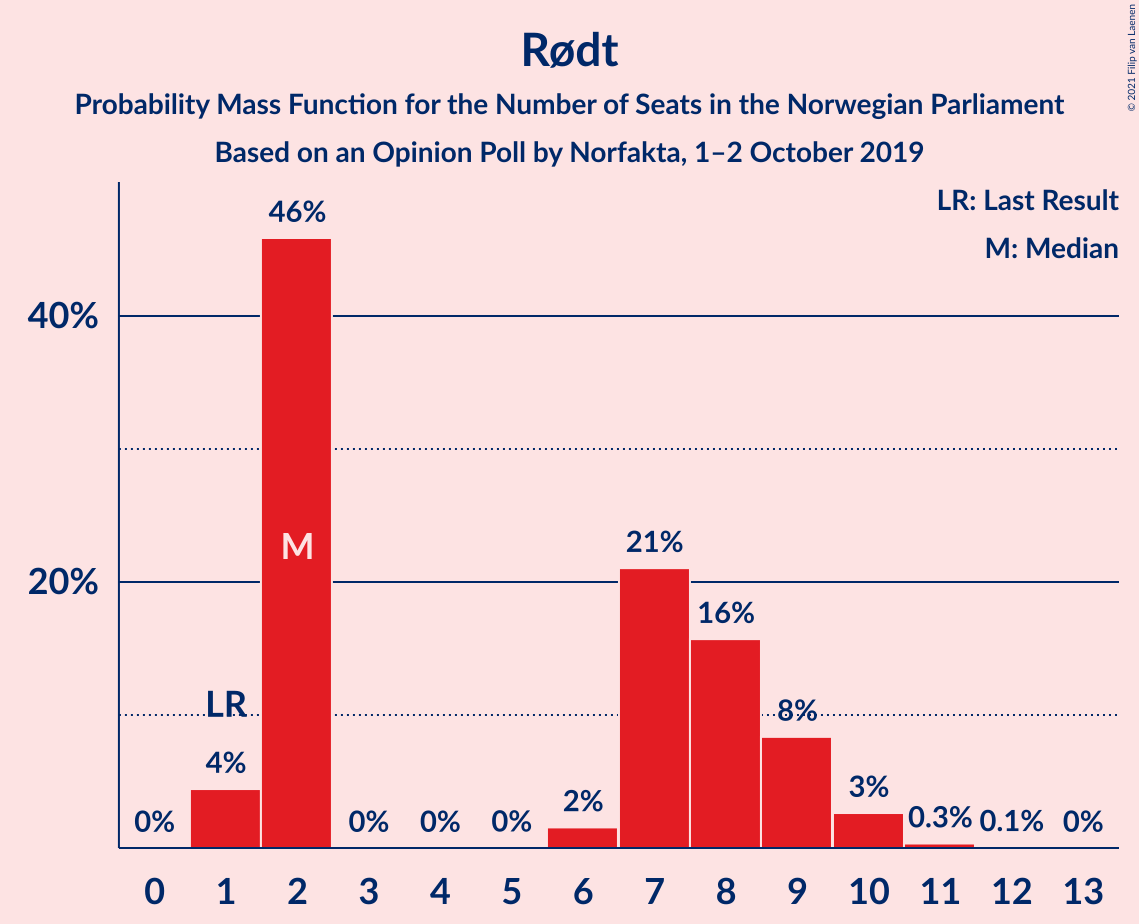 Rødt
Probability Mass Function for the Number of Seats in the Norwegian Parliament
Based on an Opinion Poll by Norfakta, 1–2 October 2019
© 2021 Filip van Laenen
LR: Last Result
M: Median
40%
20%
0%
4%
LR
46%
M
0%
0%
0%
2%
21%
16%
8%
3%
0.3%
0.1%
0%
0 1 2 3 4 5 6 7 8 9 10 11 12 13